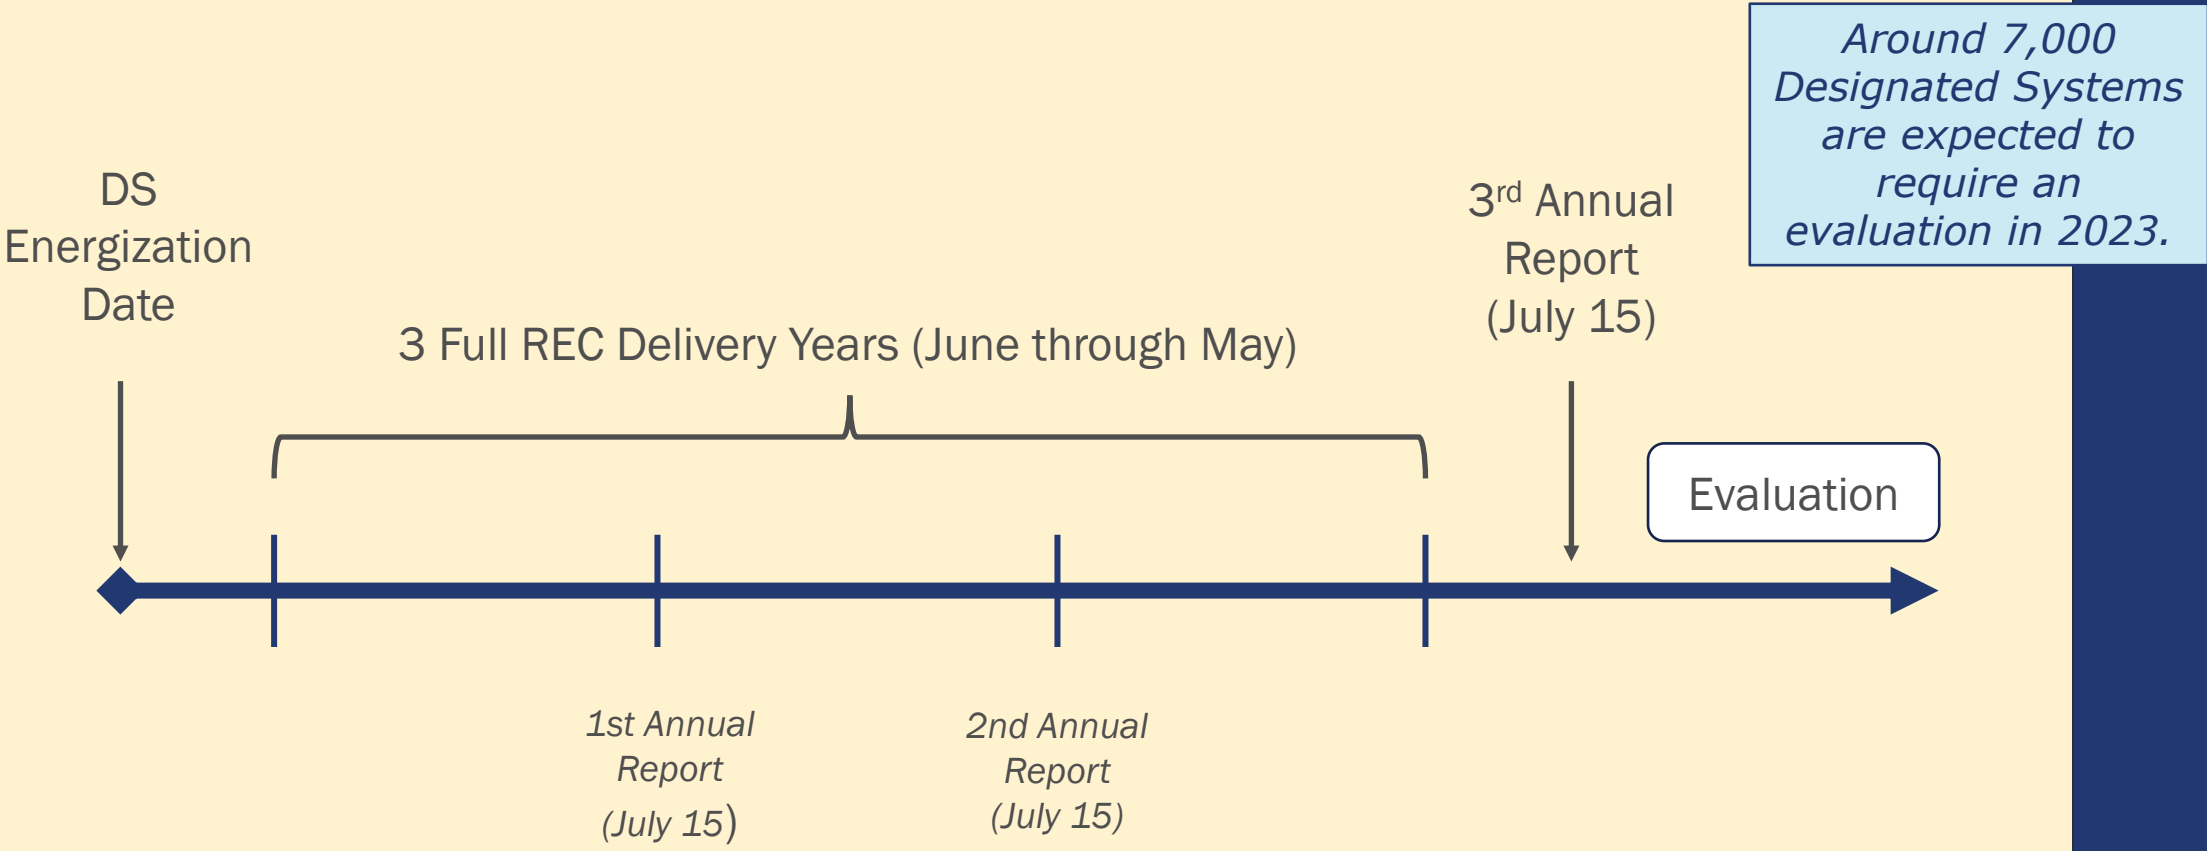 Around 7,000
Designated Systems
are expected to
require an
evaluation in 2023.
DS
Energization
Date
3 Full REC Delivery Years (June through May)
3rd Annual
Report
(July 15)
Evaluation
1st Annual
Report
(July 15)
2nd Annual
Report
(July 15)